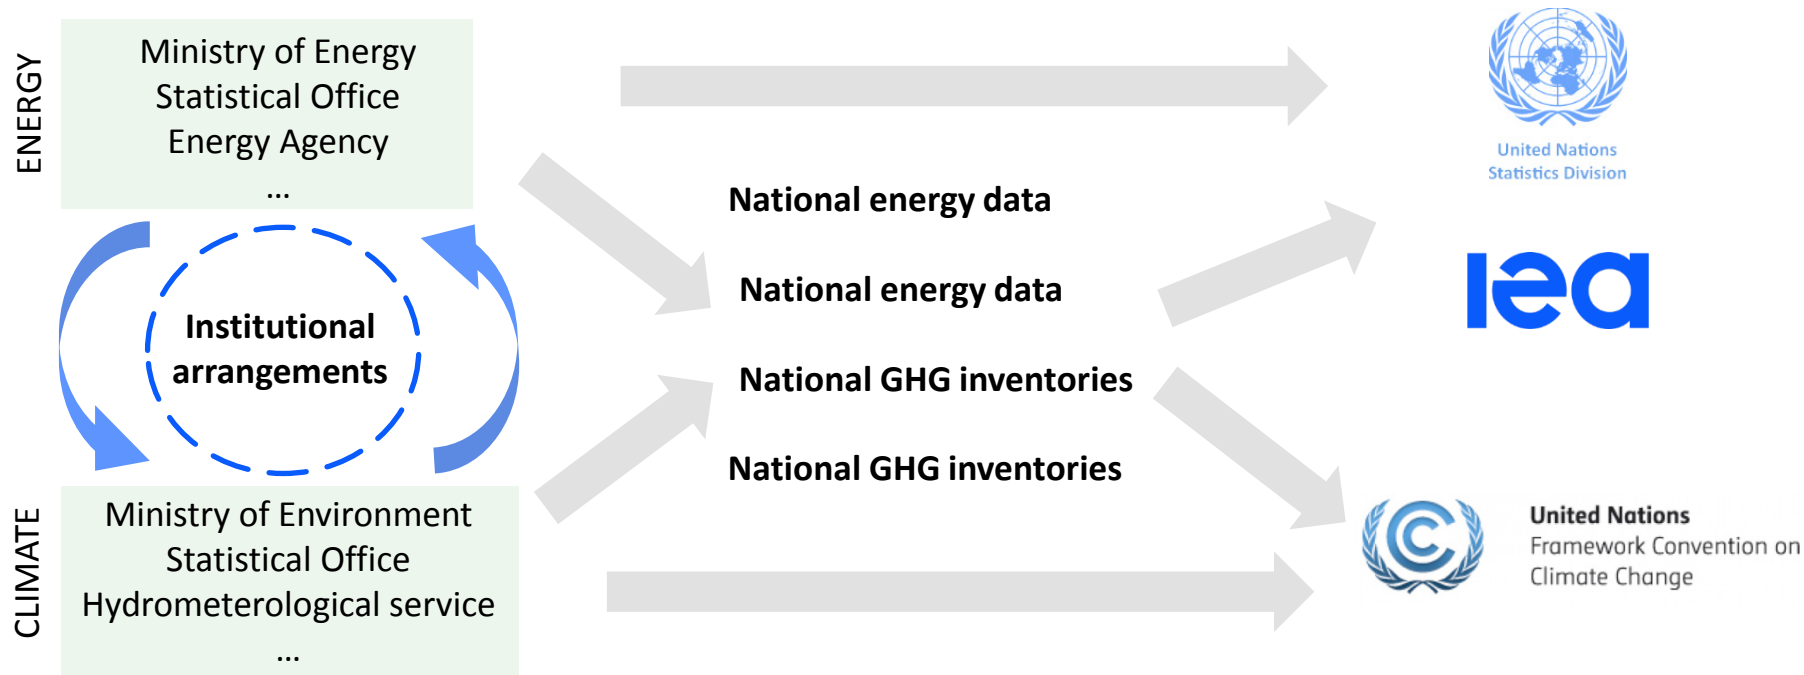 ENERGY
Ministry of Energy
Statistical Office
Energy Agency
...
Institutional
arrangements
CLIMATE
Ministry of Environment
Statistical Office
Hydrometerological service
...
National energy data
National energy data
National GHG inventories
National GHG inventories
United Nations
Statistics Division
iea
United Nations
Framework Convention on
Climate Change